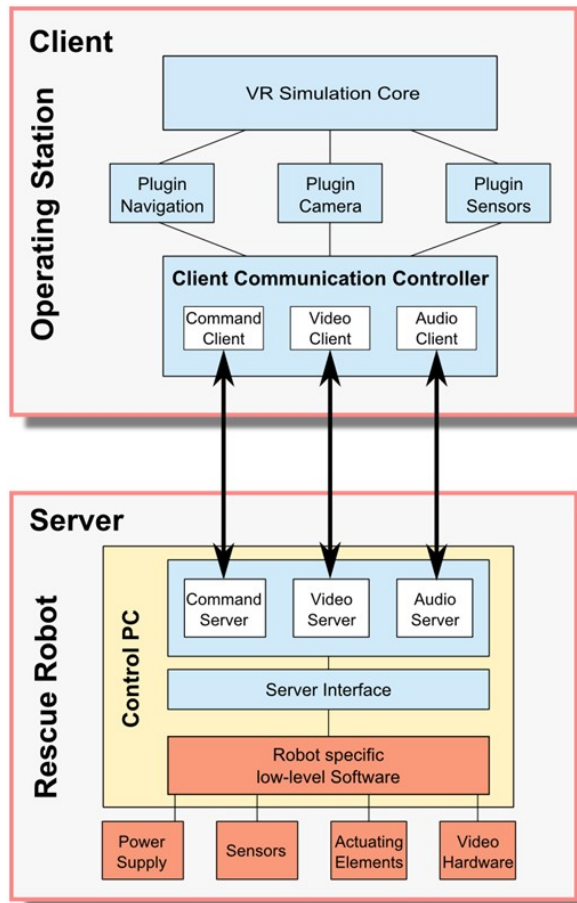 Client
Operating Station
VR Simulation Core
Plugin
Navigation
Plugin
Camera
Plugin
Sensors
Client Communication Controller
Command
Client
Video
Client
Audio
Client
Server
Rescue Robot
Control PC
Command
Server
Video
Server
Audio
Server
Server Interface
Robot specific
low-level Software
Power
Supply
Sensors
Actuating
Elements
Video
Hardware